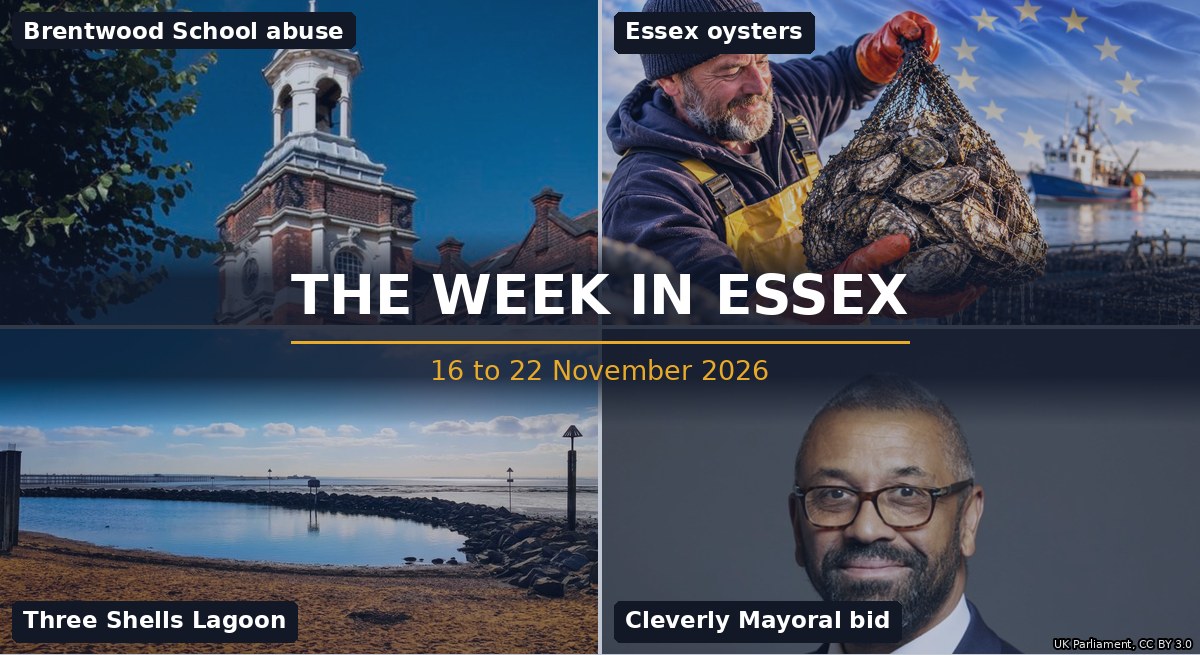 Brentwood School abuse
Essex oysters
THE WEEK IN ESSEX
16 to 22 November 2026
Three Shells Lagoon
Cleverly Mayoral bid
UK Parliament, CC BY 3.0